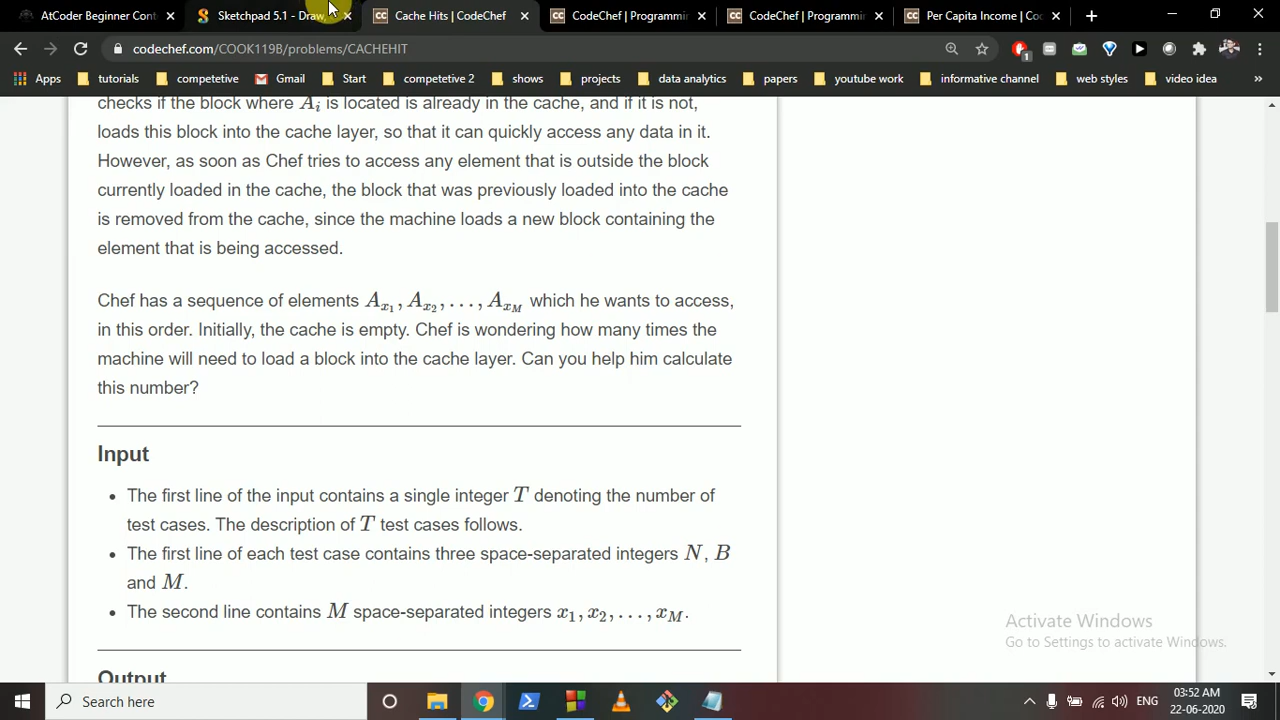 AtCoder Beginner Cont
Sketchpad 5.1 - Draw,
Cache Hits | CodeChef
CodeChef | Programmi
CodeChef | Programmi
Per Capita Income | Co
codechef.com/COOK119B/problems/CACHEHIT
Apps tutorials competetive Gmail Start competetive 2 shows projects data analytics papers youtube work informative channel web styles video idea
checks if the block where A_i is located is already in the cache, and if it is not,
loads this block into the cache layer, so that it can quickly access any data in it.
However, as soon as Chef tries to access any element that is outside the block
currently loaded in the cache, the block that was previously loaded into the cache
is removed from the cache, since the machine loads a new block containing the
element that is being accessed.
Chef has a sequence of elements A_{x_1}, A_{x_2}, . . . , A_{x_M} which he wants to access,
in this order. Initially, the cache is empty. Chef is wondering how many times the
machine will need to load a block into the cache layer. Can you help him calculate
this number?
Input
• The first line of the input contains a single integer T denoting the number of
test cases. The description of T test cases follows.
• The first line of each test case contains three space-separated integers N, B
and M.
• The second line contains M space-separated integers x_1, x_2, . . . , x_M.
Output
Activate Windows
Go to Settings to activate Windows.
Search here
ENG
03:52 AM
22-06-2020